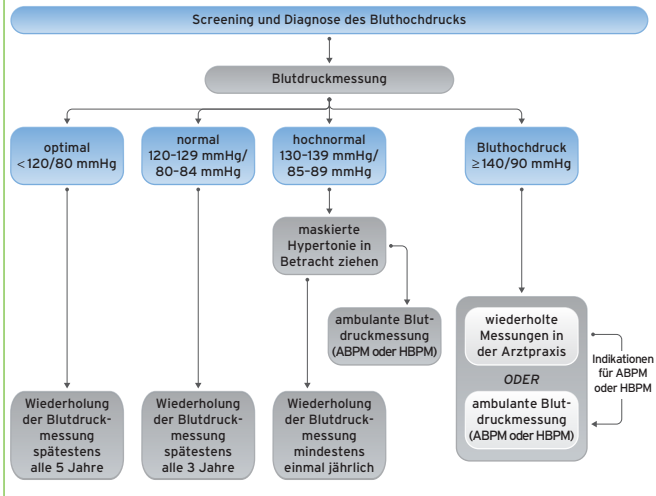 Screening und Diagnose des Bluthochdrucks
Blutdruckmessung
optimal
<120/80 mmHg
normal
120–129 mmHg/
80–84 mmHg
hochnormal
130–139 mmHg/
85–89 mmHg
Bluthochdruck
≥140/90 mmHg
maskierte
Hypertonie in
Betracht ziehen
ambulante Blut-
druckmessung
(ABPM oder HBPM)
wiederholte
Messungen in
der Arztpraxis
ODER
ambulante Blut-
druckmessung
(ABPM oder HBPM)
Indikationen
für ABPM
oder HBPM
Wiederholung
der Blutdruck-
messung
spätestens
alle 5 Jahre
Wiederholung
der Blutdruck-
messung
spätestens
alle 3 Jahre
Wiederholung
der Blutdruck-
messung
mindestens
einmal jährlich